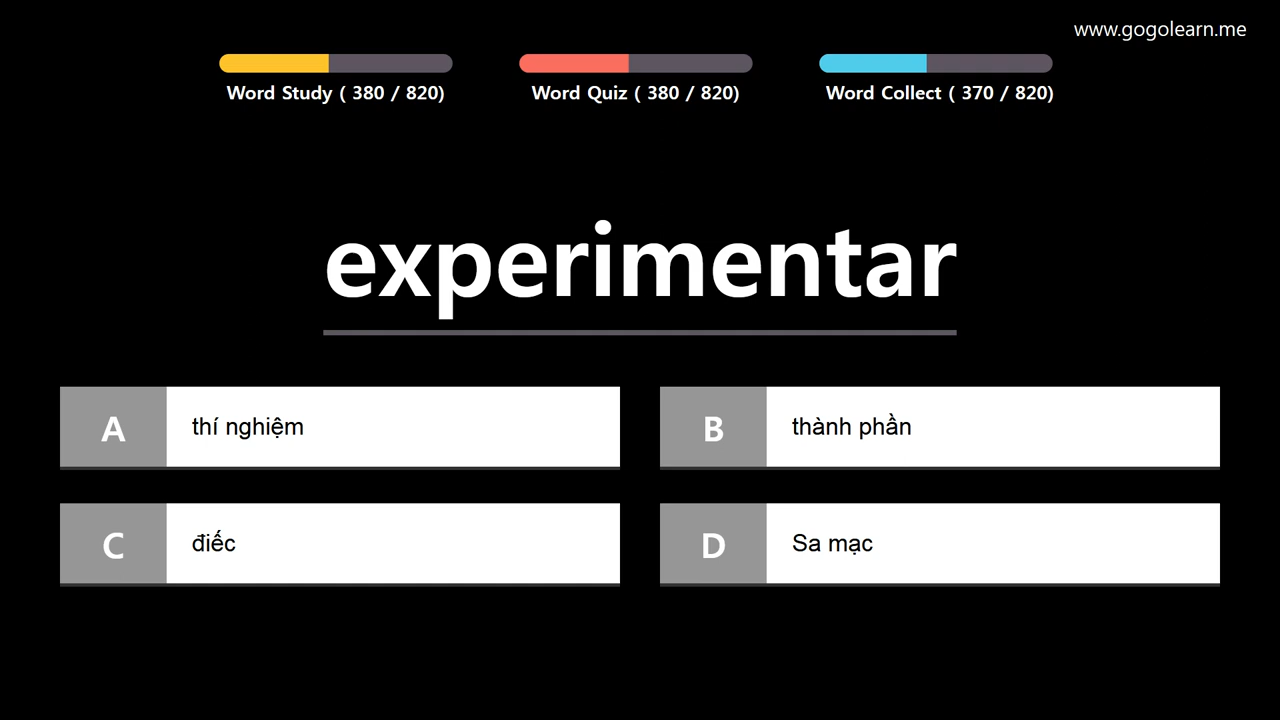 www.gogolearn.me
Word Study ( 380 / 820)
Word Quiz ( 380 / 820)
Word Collect ( 370 / 820)
experimentar
A thí nghiệm
B thành phần
C điếc
D Sa mạc